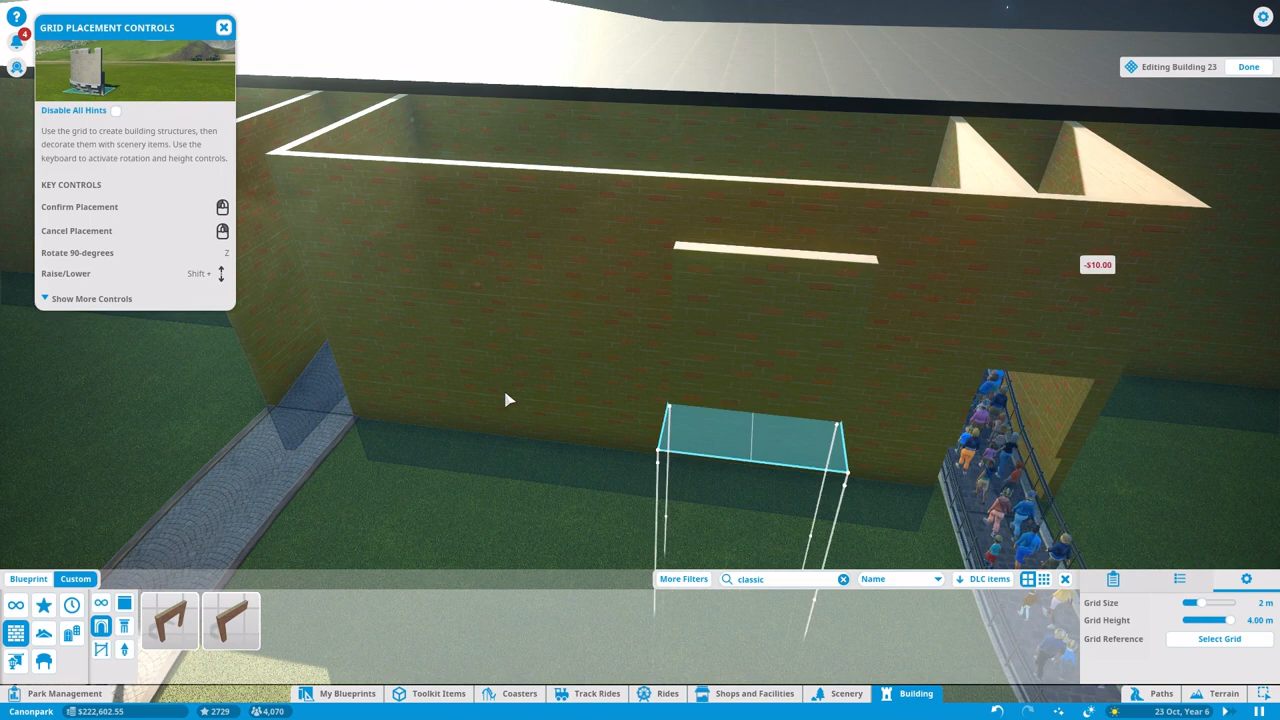 ?
4
GRID PLACEMENT CONTROLS
Disable All Hints
Use the grid to create building structures, then
decorate them with scenery items. Use the
keyboard to activate rotation and height controls.
KEY CONTROLS
Confirm Placement
Cancel Placement
Rotate 90-degrees Z
Raise/Lower Shift +
Show More Controls
Editing Building 23 Done
-$10.00
Blueprint Custom
More Filters classic Name DLC items
Grid Size 2 m
Grid Height 4.00 m
Grid Reference Select Grid
Park Management My Blueprints Toolkit Items Coasters Track Rides Rides Shops and Facilities Scenery Building Paths Terrain
Canonpark $222,602.55 2729 4,070 23 Oct, Year 6